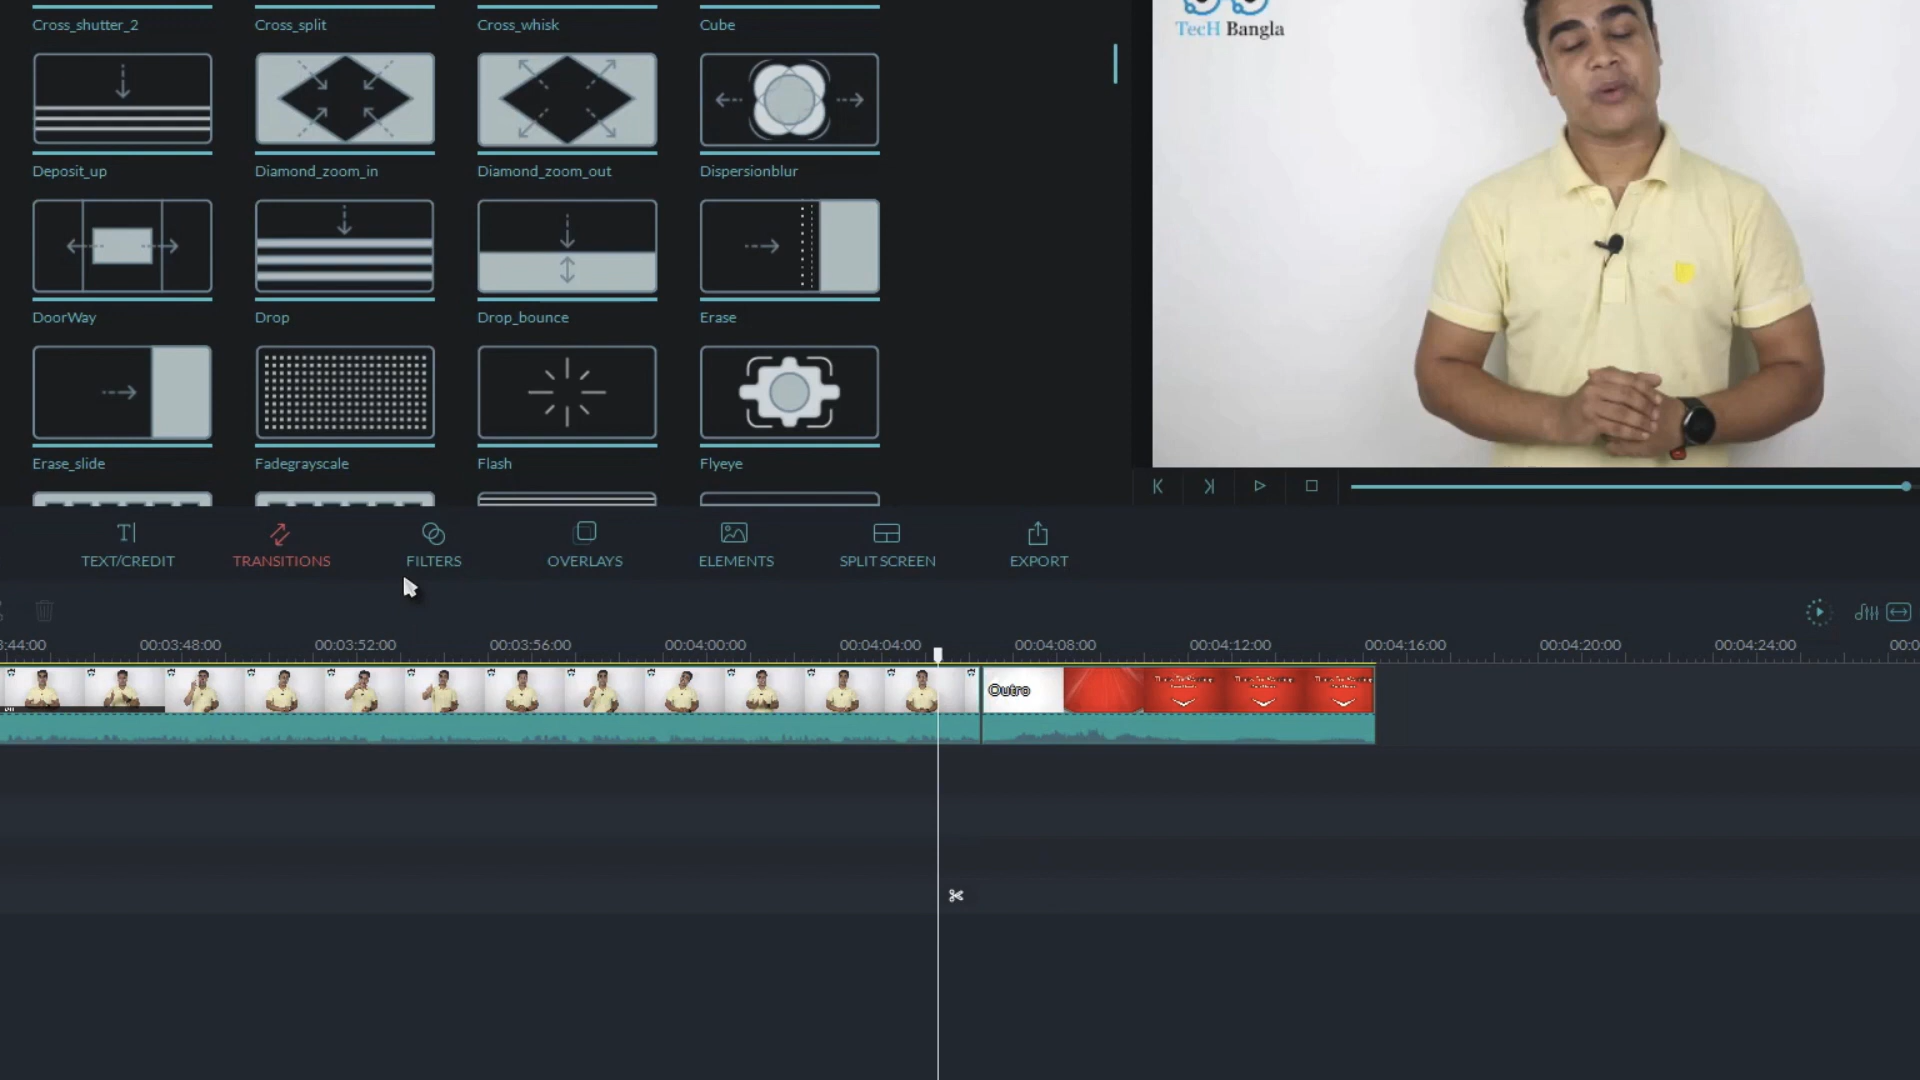 Cross_shutter_2
Cross_split
Cross_whisk
Cube
TecH Bangla
Deposit_up
Diamond_zoom_in
Diamond_zoom_out
Dispersionblur
DoorWay
Drop
Drop_bounce
Erase
Erase_slide
Fadegrayscale
Flash
Flyeye
TEXT/CREDIT
TRANSITIONS
FILTERS
OVERLAYS
ELEMENTS
SPLIT SCREEN
EXPORT
:44:00
00:03:48:00
00:03:52:00
00:03:56:00
00:04:00:00
00:04:04:00
00:04:08:00
00:04:12:00
00:04:16:00
00:04:20:00
00:04:24:00
Outro